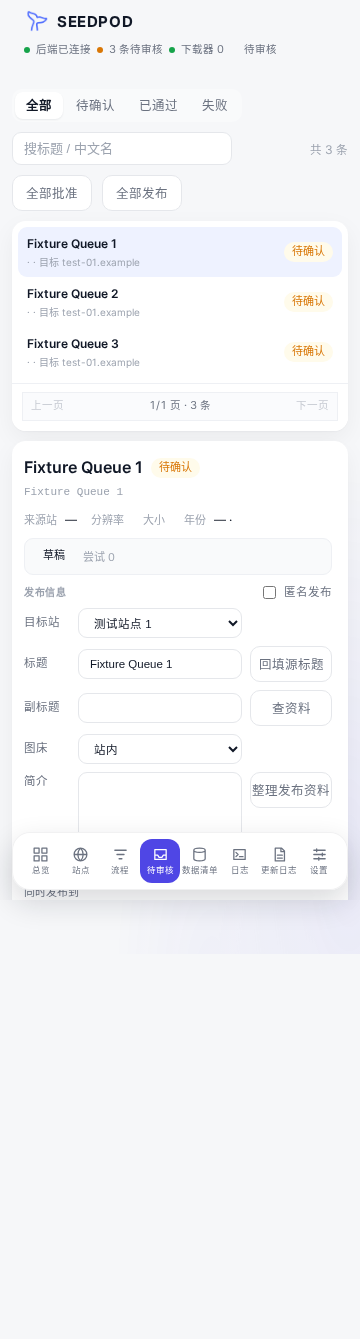 SEEDPOD
后端已连接 3 条待审核 下载器 0 待审核
全部 待确认 已通过 失败
搜标题 / 中文名 共 3 条
全部批准 全部发布
Fixture Queue 1 待确认
· · 目标 test-01.example
Fixture Queue 2 待确认
· · 目标 test-01.example
Fixture Queue 3 待确认
· · 目标 test-01.example
上一页 1/1 页 · 3 条 下一页
Fixture Queue 1 待确认
Fixture Queue 1
来源站 — 分辨率 大小 年份 — ·
草稿 尝试 0
发布信息 匿名发布
目标站 测试站点 1
标题 Fixture Queue 1 回填源标题
副标题 查资料
图床 站内
简介 整理发布资料
总览 站点 流程 待审核 数据清单 日志 更新日志 设置
同时发布到